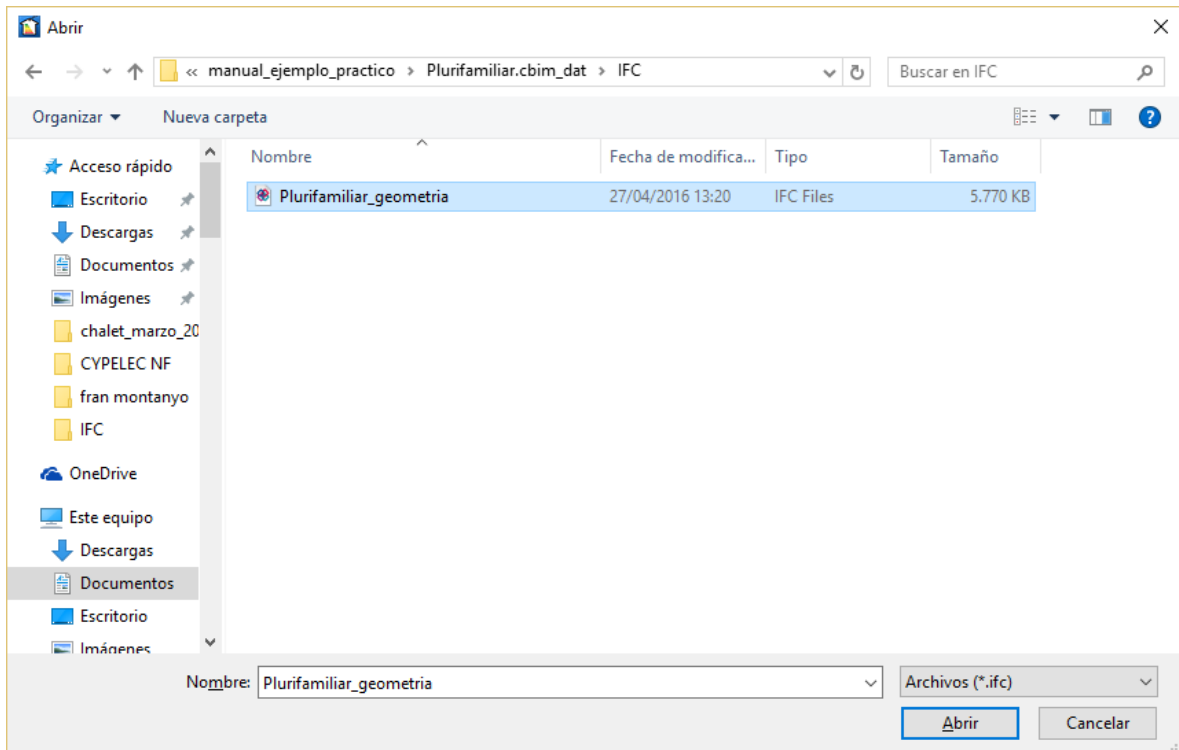 Abrir
« manual_ejemplo_practico › Plurifamiliar.cbim_dat › IFC
Buscar en IFC
Organizar
Nueva carpeta
Acceso rápido
Escritorio
Descargas
Documentos
Imágenes
chalet_marzo_20
CYPELEC NF
fran montanyo
IFC
OneDrive
Este equipo
Descargas
Documentos
Escritorio
Imágenes
Nombre Fecha de modifica... Tipo Tamaño
Plurifamiliar_geometria 27/04/2016 13:20 IFC Files 5.770 KB
Nombre: Plurifamiliar_geometria Archivos (*.ifc)
Abrir Cancelar